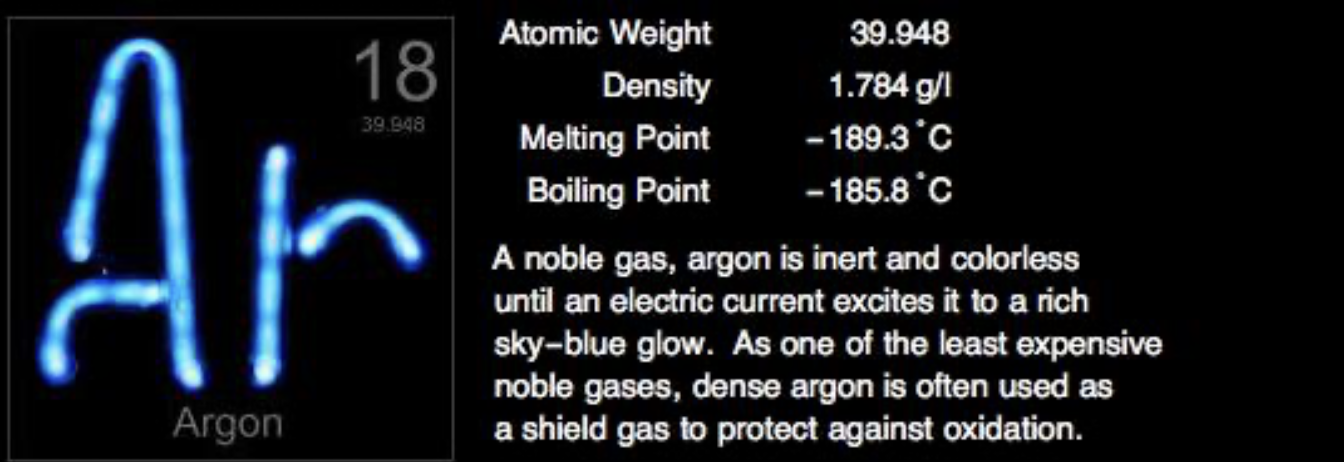 Ar
18
39.948
Argon
Atomic Weight 39.948
Density 1.784 g/l
Melting Point –189.3 ˚C
Boiling Point –185.8 ˚C
A noble gas, argon is inert and colorless
until an electric current excites it to a rich
sky–blue glow. As one of the least expensive
noble gases, dense argon is often used as
a shield gas to protect against oxidation.